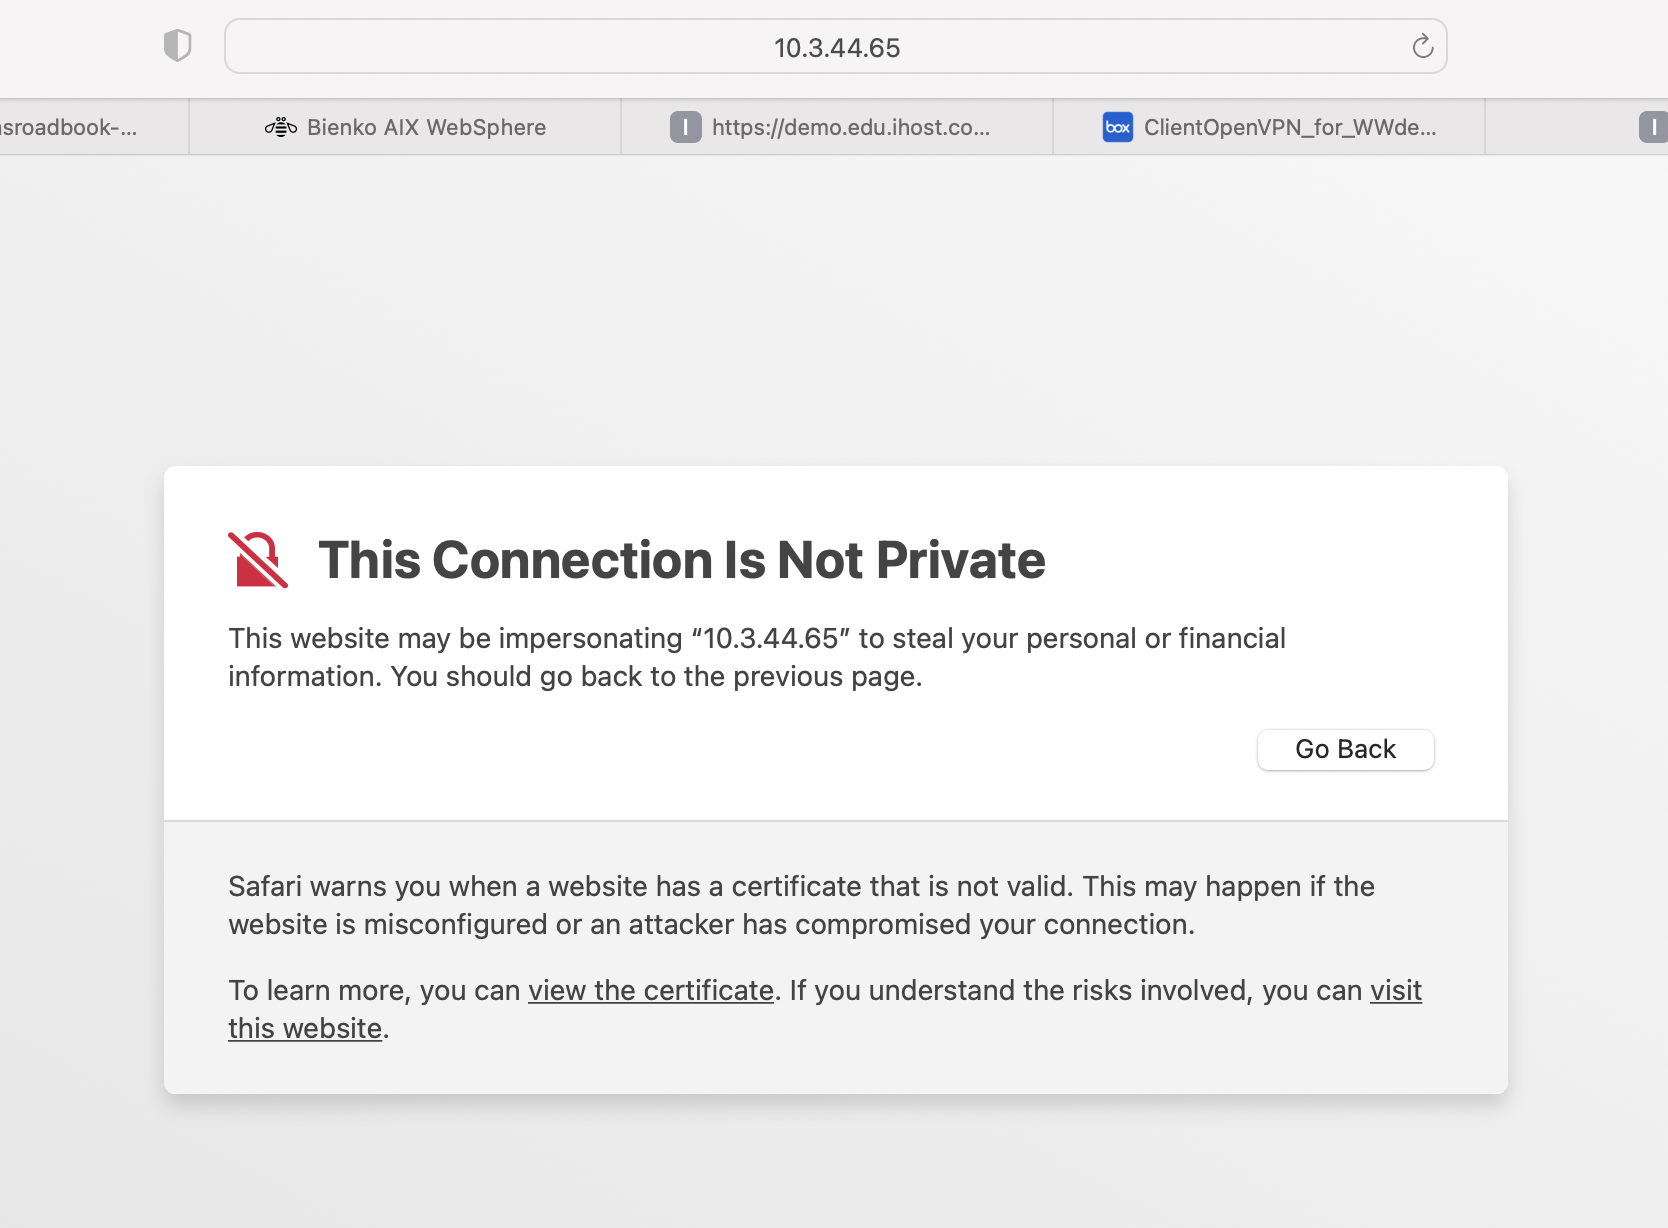 10.3.44.65
sroadbook-...
Bienko AIX WebSphere
I
https://demo.edu.ihost.co...
box
ClientOpenVPN_for_WWde...
I
This Connection Is Not Private
This website may be impersonating “10.3.44.65” to steal your personal or financial
information. You should go back to the previous page.
Go Back
Safari warns you when a website has a certificate that is not valid. This may happen if the
website is misconfigured or an attacker has compromised your connection.
To learn more, you can view the certificate. If you understand the risks involved, you can visit
this website.